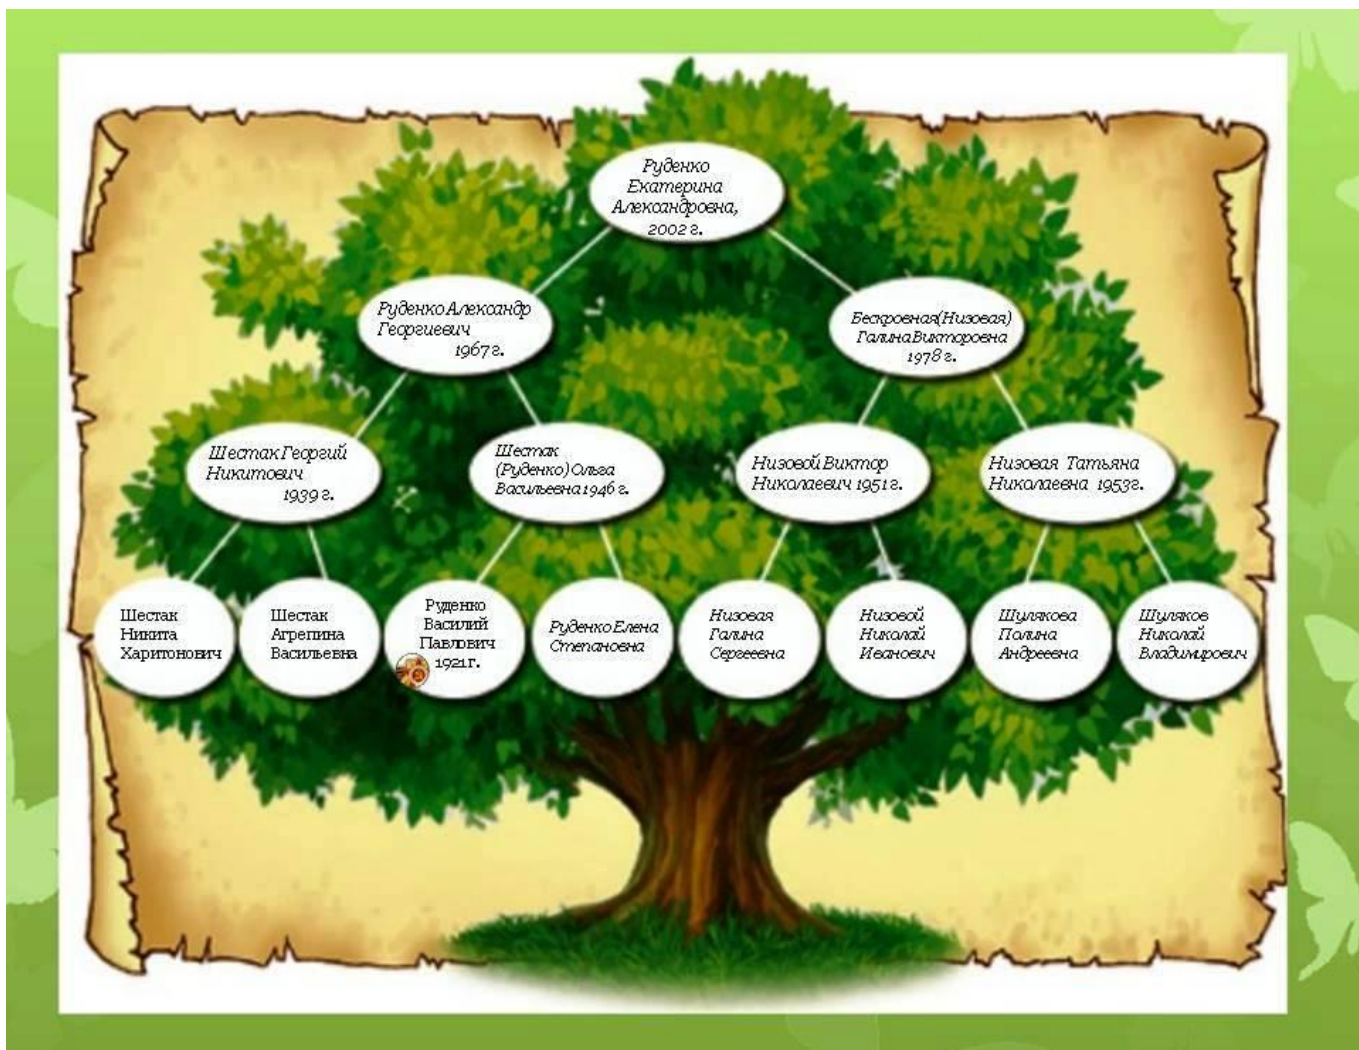 Руденко
Екатерина
Александровна,
2002 г.
Руденко Александр
Георгиевич
1967 г.
Бескровная(Низовая)
Галина Викторовна
1978 г.
Шестак Георгий
Никитович
1939 г.
Шестак
(Руденко) Ольга
Васильевна 1946 г.
Низовой Виктор
Николаевич 1951 г.
Низовая Татьяна
Николаевна 1953г.
Шестак
Никита
Харитонович
Шестак
Агрепина
Васильевна
Руденко
Василий
Павлович
1921 г.
Руденко Елена
Степановна
Низовая
Галина
Сергеевна
Низовой
Николай
Иванович
Шулякова
Полина
Андреевна
Шуляков
Николай
Владимирович